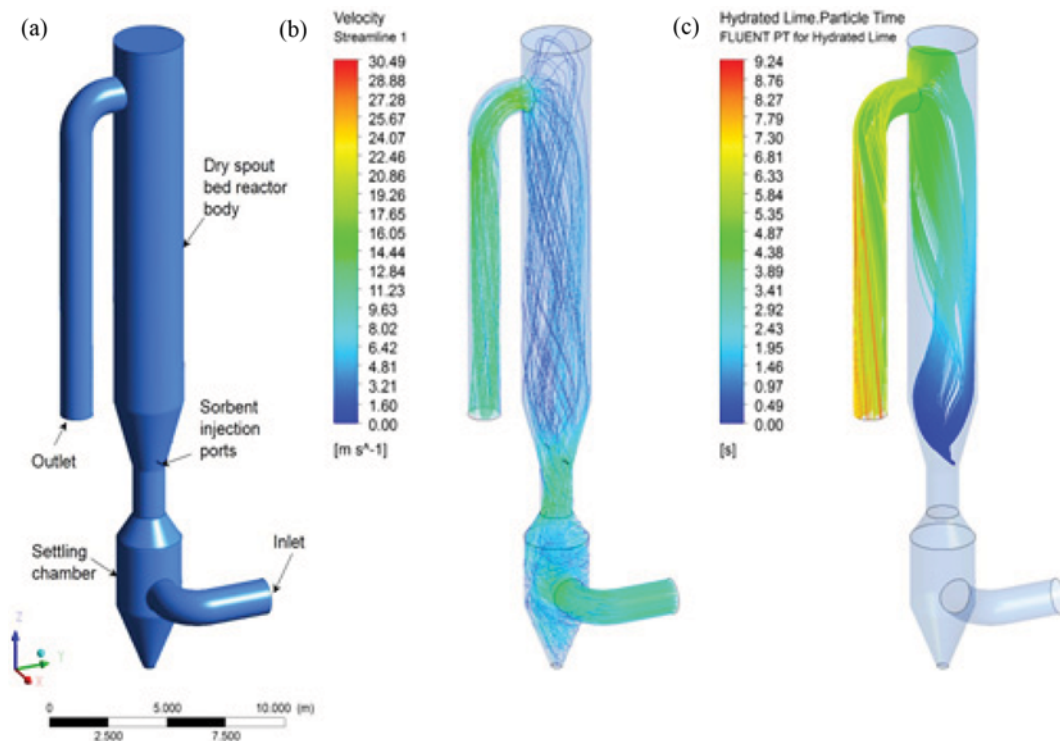 (a)
Dry spout
bed reactor
body
Sorbent
injection
ports
Outlet
Settling
chamber
Inlet
Z
Y
X
0
5.000
10.000 (m)
2.500
7.500
(b)
Velocity
Streamline 1
30.49
28.88
27.28
25.67
24.07
22.46
20.86
19.26
17.65
16.05
14.44
12.84
11.23
9.63
8.02
6.42
4.81
3.21
1.60
0.00
[m s^-1]
(c)
Hydrated Lime.Particle Time
FLUENT PT for Hydrated Lime
9.24
8.76
8.27
7.79
7.30
6.81
6.33
5.84
5.35
4.87
4.38
3.89
3.41
2.92
2.43
1.95
1.46
0.97
0.49
0.00
[s]